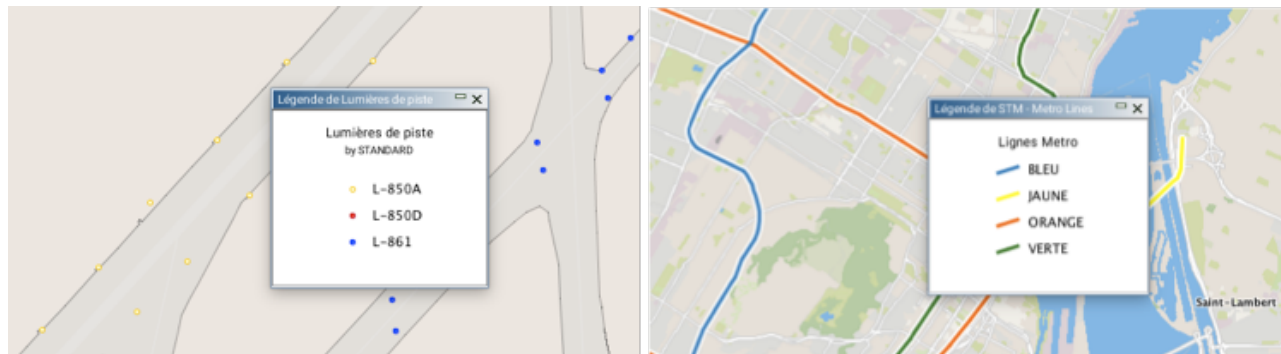 Légende de Lumières de piste
Lumières de piste
by STANDARD
L-850A
L-850D
L-861
Légende de STM - Metro Lines
Lignes Metro
BLEU
JAUNE
ORANGE
VERTE
Saint-Lambert